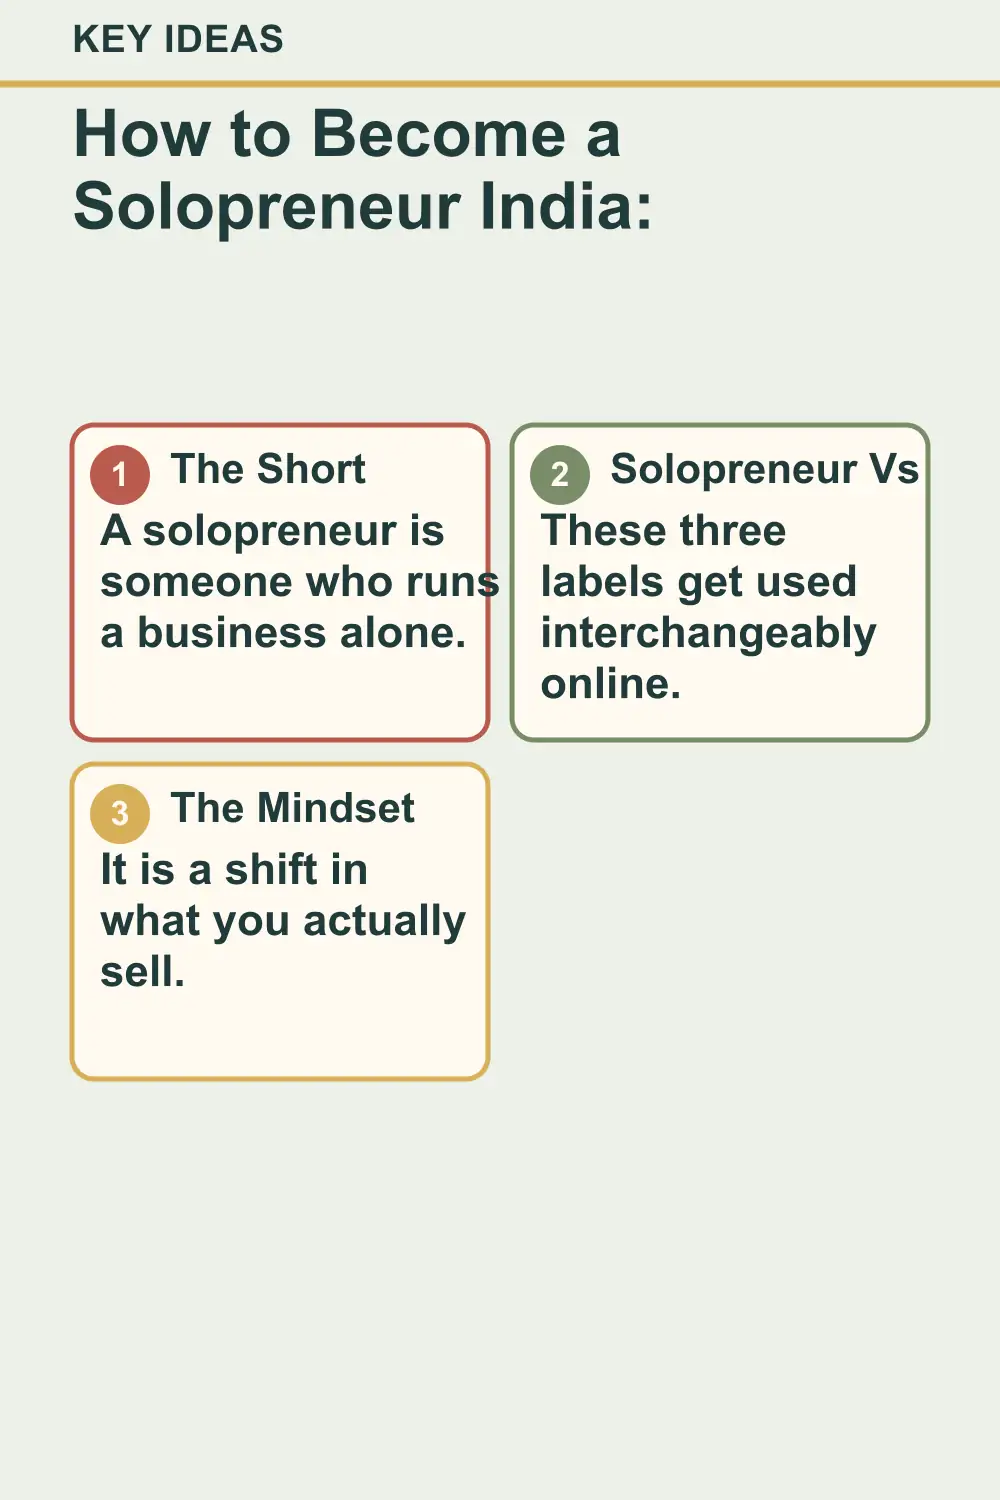 KEY IDEAS
How to Become a
Solopreneur India:
1 The Short
A solopreneur is
someone who runs
a business alone.
2 Solopreneur Vs
These three
labels get used
interchangeably
online.
3 The Mindset
It is a shift in
what you actually
sell.